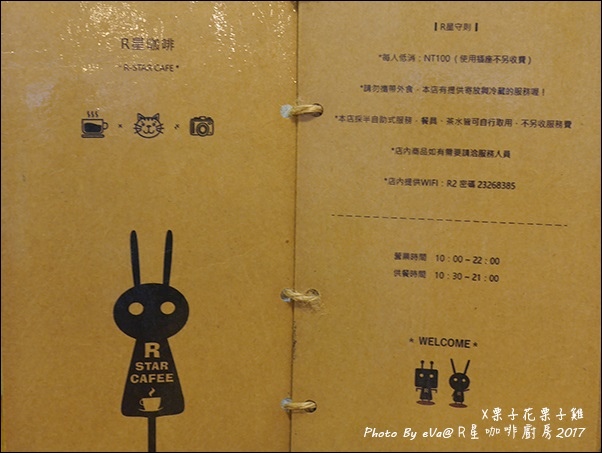 R星咖啡
* R-STAR CAFE *
R
STAR
CAFEE
【 R星守則 】
*每人低消：NT100（使用插座不另收費）
*請勿攜帶外食，本店有提供寄放與冷藏的服務喔！
*本店採半自助式服務，餐具、茶水皆可自行取用，不另收服務費
*店內商品如有需要請洽服務人員
*店內提供WIFI：R2 密碼 23268385
營業時間 10：00－22：00
供餐時間 10：30－21：00
* WELCOME *
X栗子花栗子雞
Photo By eVa@R星咖啡廚房2017